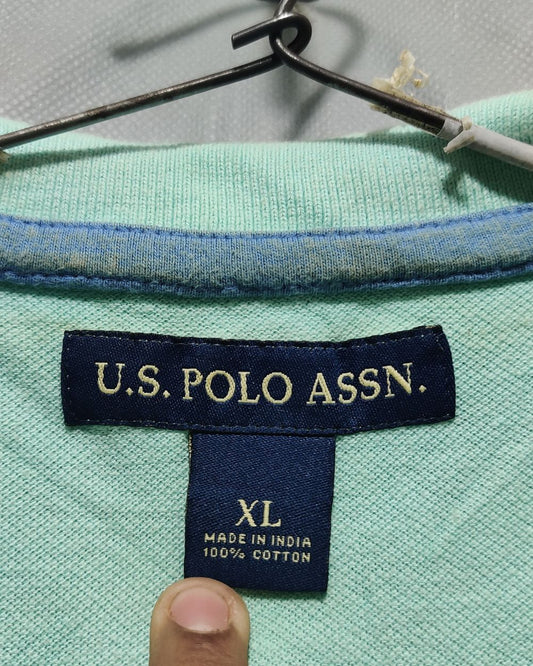 U.S. POLO ASSN.
XL
MADE IN INDIA
100% COTTON